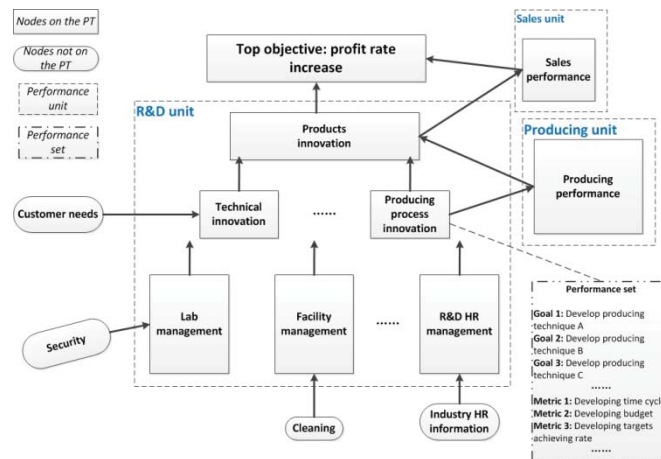 Nodes on the PT
Nodes not on
the PT
Performance
unit
Performance
set
Top objective: profit rate
increase
Sales unit
Sales
performance
R&D unit
Products
innovation
Producing unit
Producing
performance
Customer needs
Technical
innovation
......
Producing
process
innovation
Security
Lab
management
Facility
management
......
R&D HR
management
Cleaning
Industry HR
information
Performance set
Goal 1: Develop producing
technique A
Goal 2: Develop producing
technique B
Goal 3: Develop producing
technique C
......
Metric 1: Developing time cycl
Metric 2: Developing budget
Metric 3: Developing targets
achieving rate
......